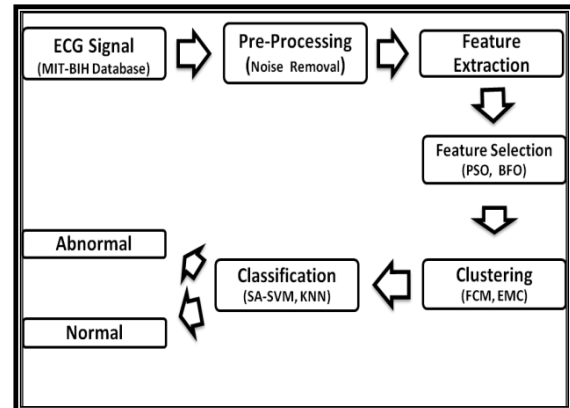 ECG Signal
(MIT-BIH Database)
Pre-Processing
(Noise Removal)
Feature
Extraction
Feature Selection
(PSO, BFO)
Clustering
(FCM, EMC)
Classification
(SA-SVM, KNN)
Abnormal
Normal